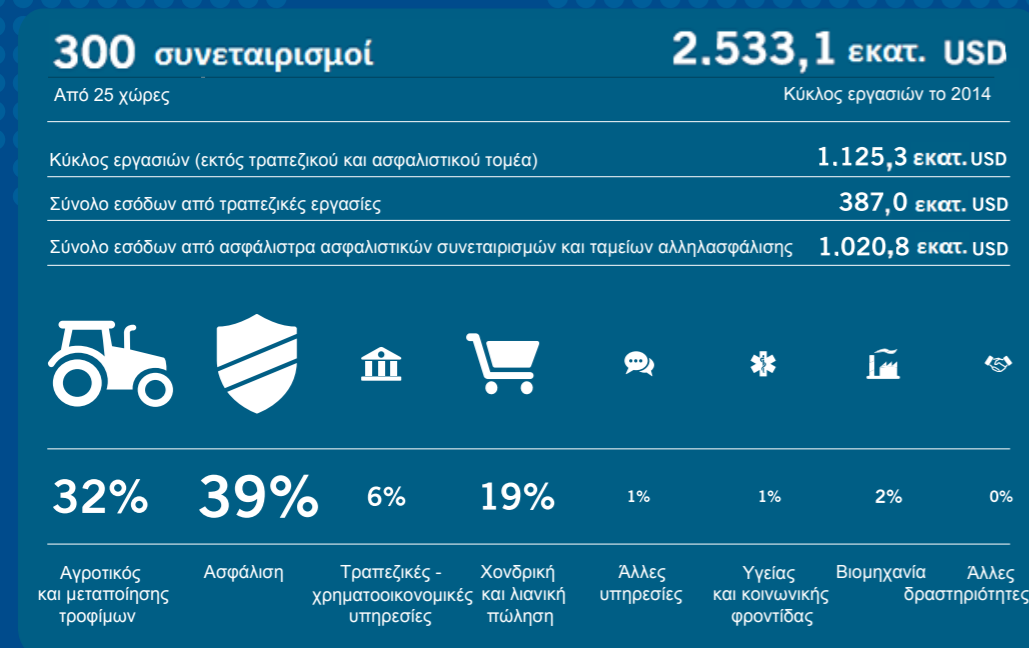 300 συνεταιρισμοί
2.533,1 εκατ. USD
Από 25 χώρες
Κύκλος εργασιών το 2014
Κύκλος εργασιών (εκτός τραπεζικού και ασφαλιστικού τομέα) 1.125,3 εκατ. USD
Σύνολο εσόδων από τραπεζικές εργασίες 387,0 εκατ. USD
Σύνολο εσόδων από ασφάλιστρα ασφαλιστικών συνεταιρισμών και ταμείων αλληλασφάλισης 1.020,8 εκατ. USD
32% 39% 6% 19% 1% 1% 2% 0%
Αγροτικός
και μεταποίησης
τροφίμων
Ασφάλιση
Τραπεζικές -
χρηματοοικονομικές
υπηρεσίες
Χονδρική
και λιανική
πώληση
Άλλες
υπηρεσίες
Υγείας
και κοινωνικής
φροντίδας
Βιομηχανία
Άλλες
δραστηριότητες